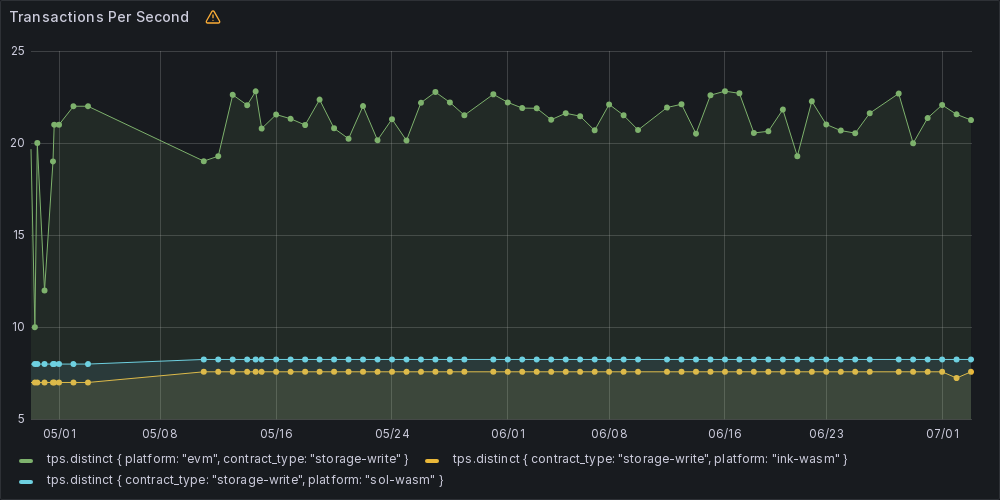 Transactions Per Second
25
20
15
10
5
05/01 05/08 05/16 05/24 06/01 06/08 06/16 06/23 07/01
tps.distinct { platform: "evm", contract_type: "storage-write" } tps.distinct { contract_type: "storage-write", platform: "ink-wasm" }
tps.distinct { contract_type: "storage-write", platform: "sol-wasm" }